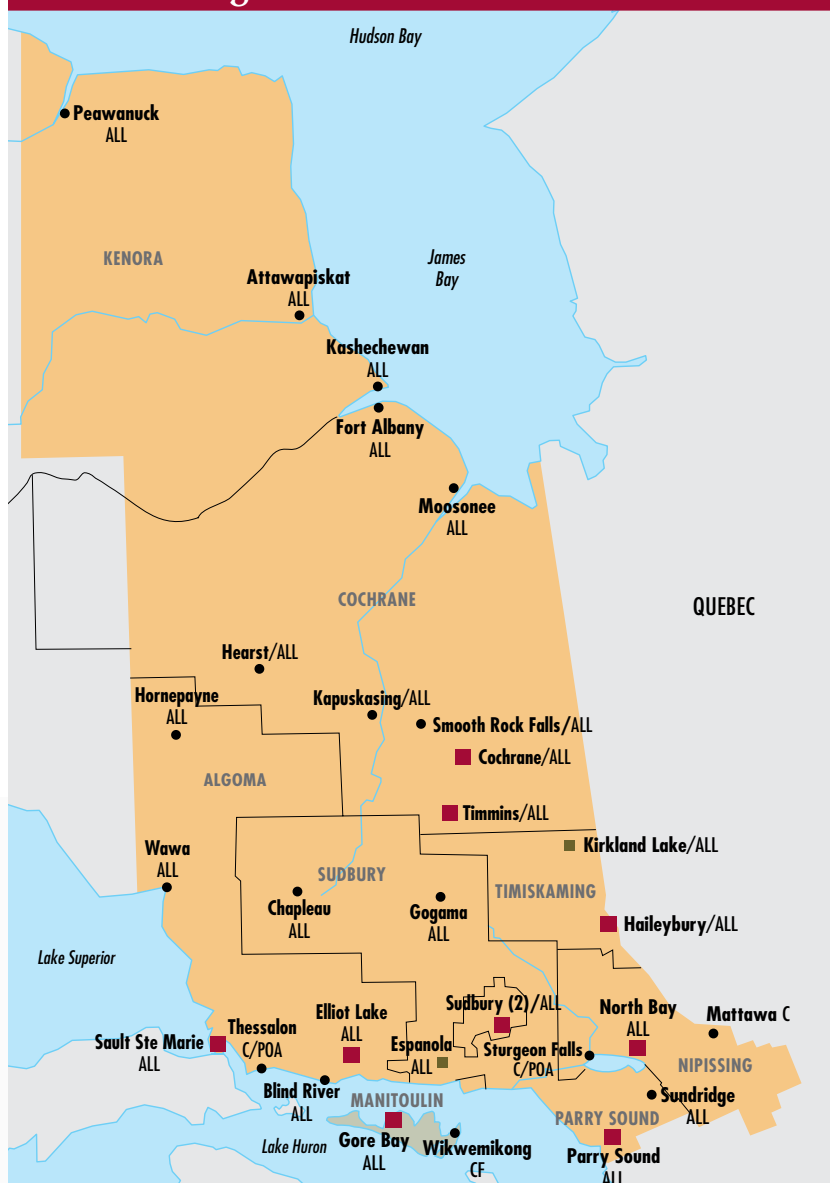 Hudson Bay
Peawanuck
ALL
KENORA
James
Bay
Attawapiskat
ALL
Kashechewan
ALL
Fort Albany
ALL
Moosonee
ALL
COCHRANE
QUEBEC
Hearst/ALL
Hornepayne
ALL
Kapuskasing/ALL
Smooth Rock Falls/ALL
Cochrane/ALL
ALGOMA
Timmins/ALL
Kirkland Lake/ALL
Wawa
ALL
SUDBURY
TIMISKAMING
Chapleau
ALL
Gogama
ALL
Haileybury/ALL
Lake Superior
Sudbury (2)/ALL
North Bay
ALL
Mattawa C
Elliot Lake
ALL
Thessalon
C/POA
Sault Ste Marie
ALL
Espanola
ALL
Sturgeon Falls
C/POA
NIPISSING
Blind River
ALL
MANITOULIN
Sundridge
ALL
PARRY SOUND
Lake Huron
Gore Bay
ALL
Wikwemikong
CF
Parry Sound
ALL